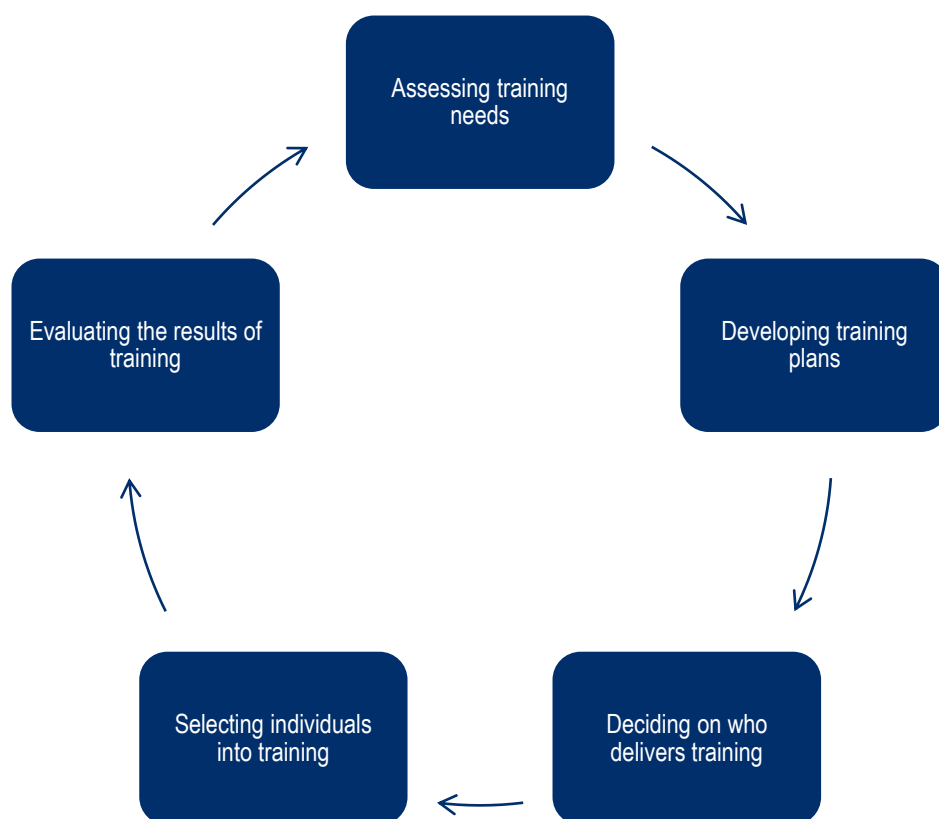 Assessing training
needs
Developing training
plans
Deciding on who
delivers training
Selecting individuals
into training
Evaluating the results of
training